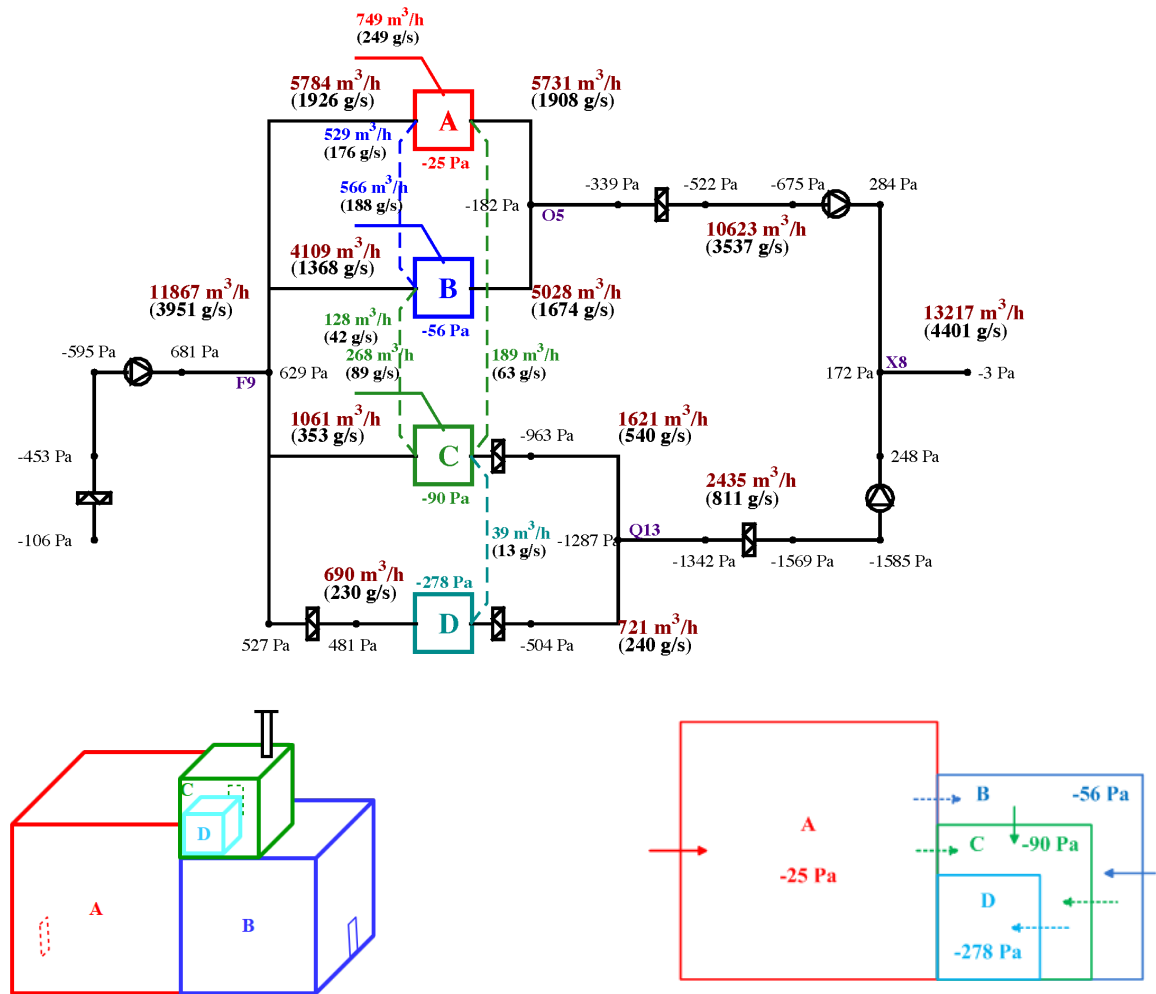 749 m³/h
(249 g/s)
5784 m³/h
(1926 g/s)
5731 m³/h
(1908 g/s)
A
529 m³/h
(176 g/s)
-25 Pa
566 m³/h
(188 g/s)
-182 Pa
O5
-339 Pa
-522 Pa
-675 Pa
284 Pa
10623 m³/h
(3537 g/s)
4109 m³/h
(1368 g/s)
B
5028 m³/h
(1674 g/s)
-56 Pa
11867 m³/h
(3951 g/s)
13217 m³/h
(4401 g/s)
128 m³/h
(42 g/s)
268 m³/h
(89 g/s)
189 m³/h
(63 g/s)
-595 Pa
681 Pa
F9
629 Pa
172 Pa
X8
-3 Pa
1061 m³/h
(353 g/s)
C
-90 Pa
-963 Pa
1621 m³/h
(540 g/s)
-453 Pa
248 Pa
2435 m³/h
(811 g/s)
-106 Pa
39 m³/h
(13 g/s)
-1287 Pa
Q13
-1342 Pa
-1569 Pa
-1585 Pa
690 m³/h
(230 g/s)
-278 Pa
D
527 Pa
481 Pa
-504 Pa
721 m³/h
(240 g/s)
C
D
A
B
A
-25 Pa
B
-56 Pa
C
-90 Pa
D
-278 Pa